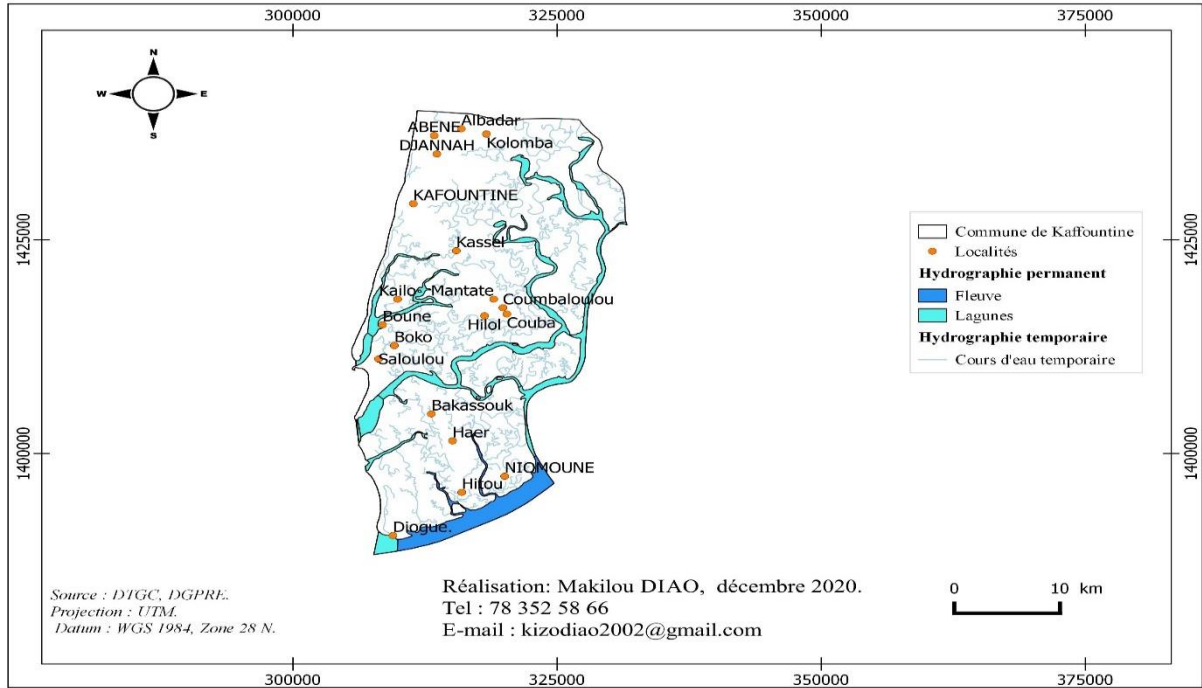 300000 325000 350000 375000
N
W E
S
ABENE
Albadar
DJANNAH
Kolomba
KAFOUNTINE
Kassel
Kailo
Mantate
Coumbaloulou
Boune
Hilol
Couba
Boko
Saloulou
Bakassouk
Haer
NIOMOUNE
Hitou
Diogue.
1425000
1400000
1425000
1400000
Commune de Kaffountine
Localités
Hydrographie permanent
Fleuve
Lagunes
Hydrographie temporaire
Cours d'eau temporaire
Source : DTGC, DGPRE.
Projection : UTM.
Datum : WGS 1984, Zone 28 N.
Réalisation: Makilou DIAO, décembre 2020.
Tel : 78 352 58 66
E-mail : kizodiao2002@gmail.com
0 10 km
300000 325000 350000 375000